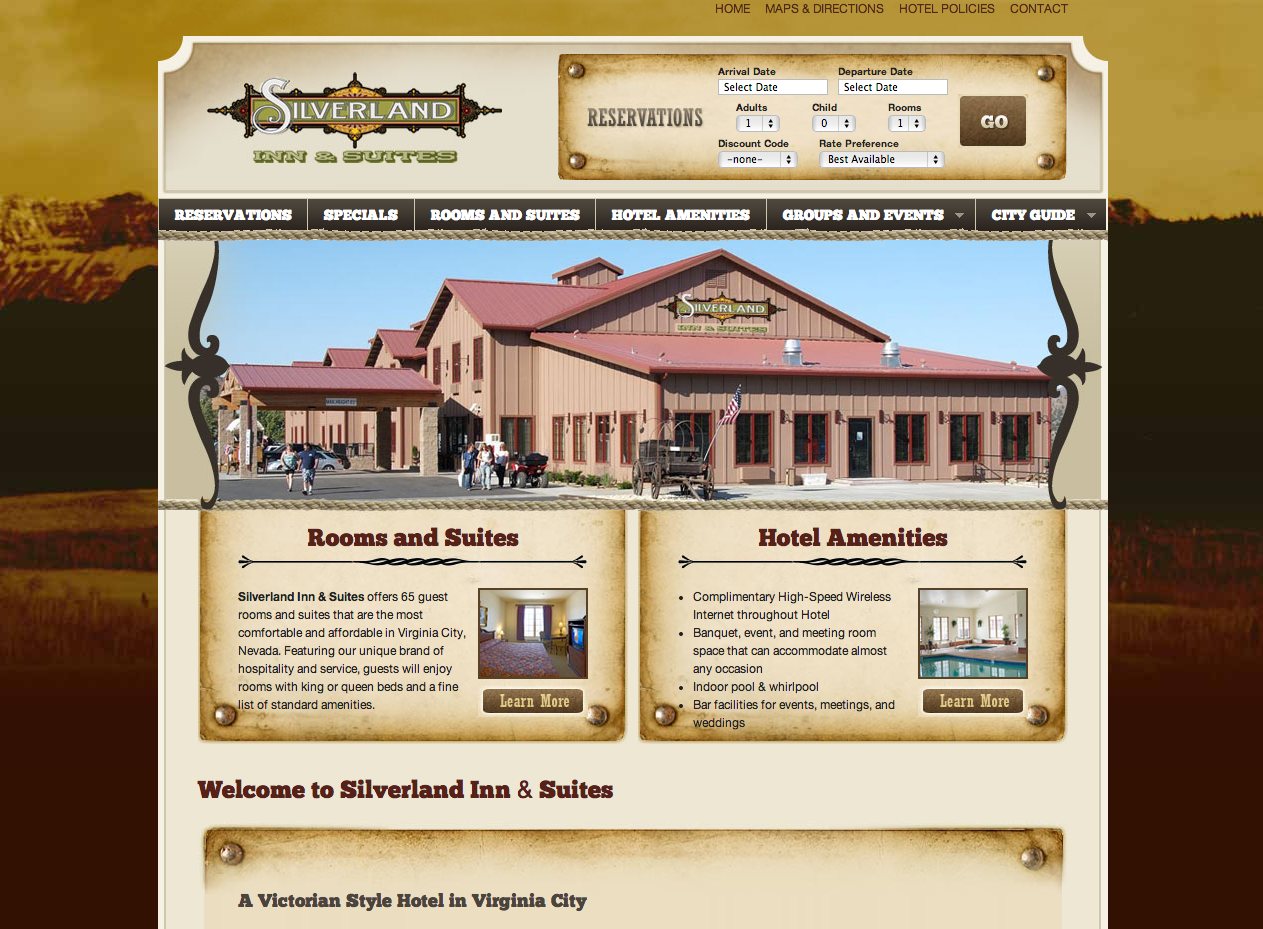 HOME MAPS & DIRECTIONS HOTEL POLICIES CONTACT
SILVERLAND
INN & SUITES
RESERVATIONS
Arrival Date Departure Date
Select Date Select Date
Adults Child Rooms
1 0 1
Discount Code Rate Preference
-none- Best Available
GO
RESERVATIONS SPECIALS ROOMS AND SUITES HOTEL AMENITIES GROUPS AND EVENTS CITY GUIDE
SILVERLAND
INN & SUITES
Rooms and Suites
Silverland Inn & Suites offers 65 guest
rooms and suites that are the most
comfortable and affordable in Virginia City,
Nevada. Featuring our unique brand of
hospitality and service, guests will enjoy
rooms with king or queen beds and a fine
list of standard amenities.
Learn More
Hotel Amenities
• Complimentary High-Speed Wireless
Internet throughout Hotel
• Banquet, event, and meeting room
space that can accommodate almost
any occasion
• Indoor pool & whirlpool
• Bar facilities for events, meetings, and
weddings
Learn More
Welcome to Silverland Inn & Suites
A Victorian Style Hotel in Virginia City